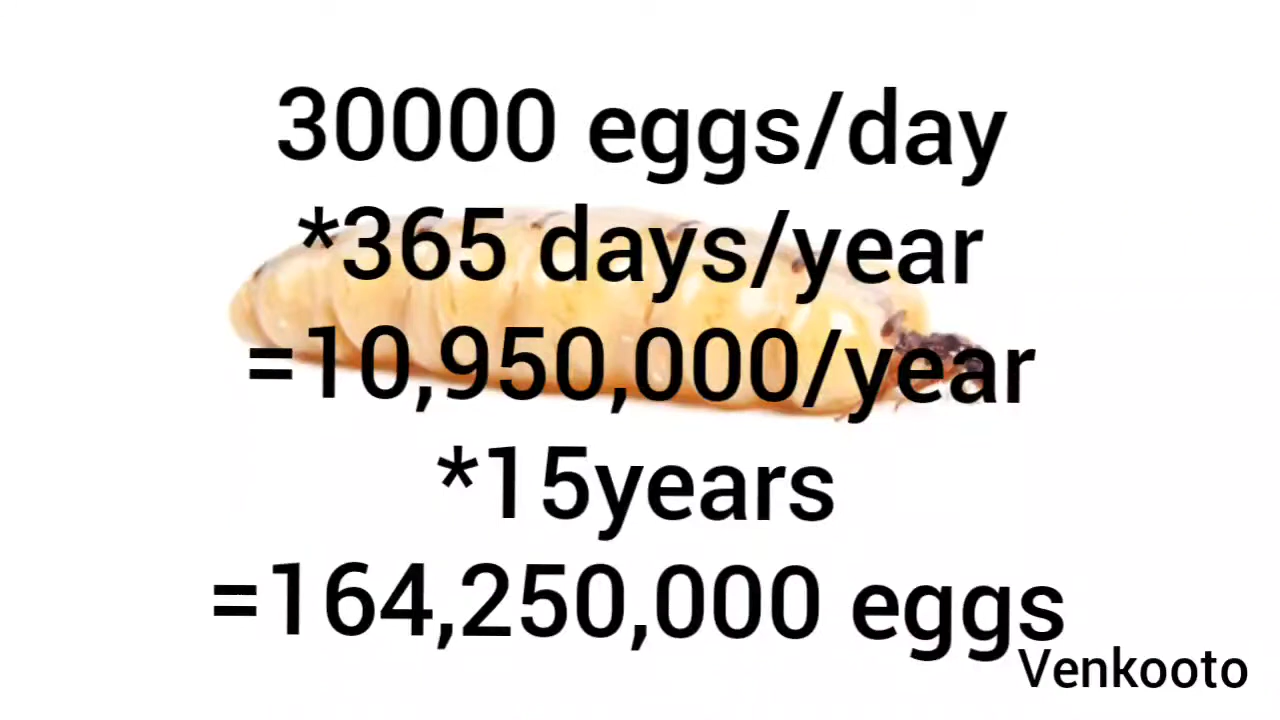 30000 eggs/day
*365 days/year
=10,950,000/year
*15years
=164,250,000 eggs
Venkooto